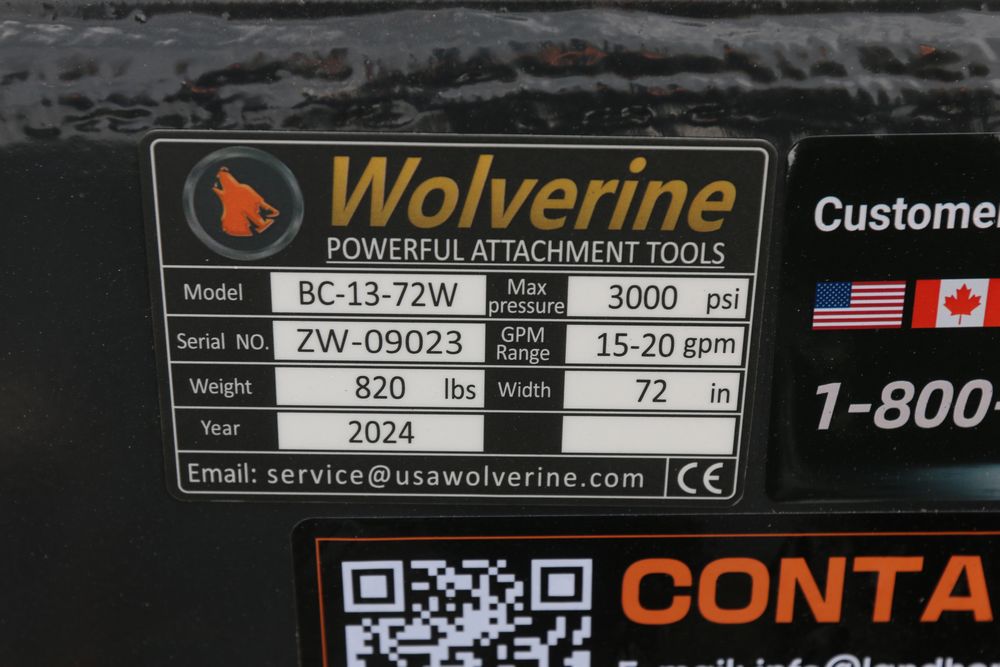 Wolverine
POWERFUL ATTACHMENT TOOLS
Model BC-13-72W Max pressure 3000 psi
Serial NO. ZW-09023 GPM Range 15-20 gpm
Weight 820 lbs Width 72 in
Year 2024
Email: service@usawolverine.com CE
Customer
1-800-
CONTA